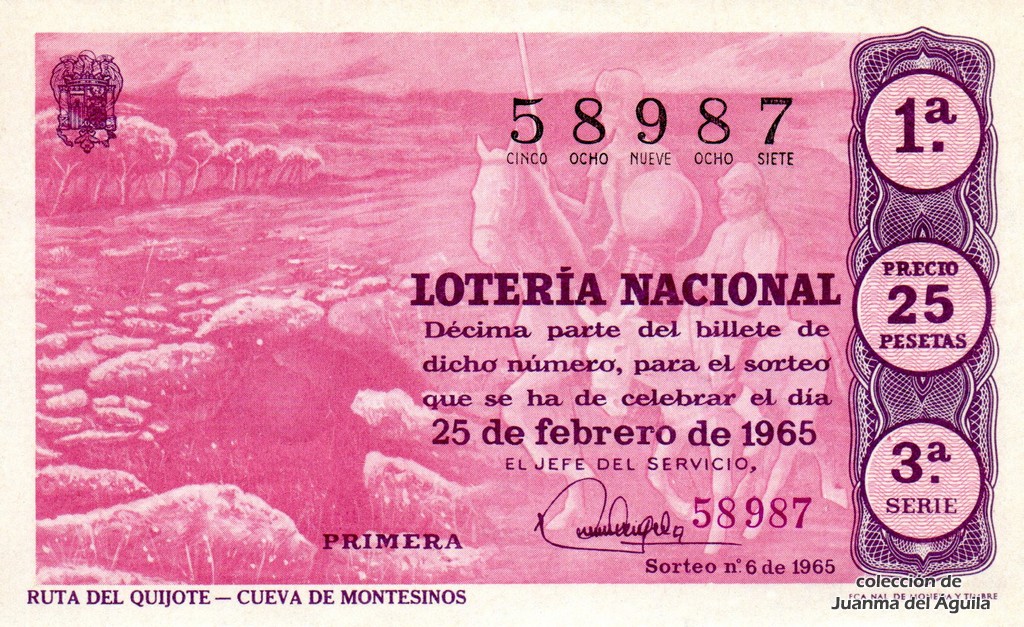 58987
CINCO OCHO NUEVE OCHO SIETE
1.ª
LOTERÍA NACIONAL
Décima parte del billete de
dicho número, para el sorteo
que se ha de celebrar el día
25 de febrero de 1965
EL JEFE DEL SERVICIO,
58987
PRIMERA
Sorteo n.º 6 de 1965
PRECIO
25
PESETAS
3.ª
SERIE
RUTA DEL QUIJOTE — CUEVA DE MONTESINOS
colección de
Juanma del Aguila